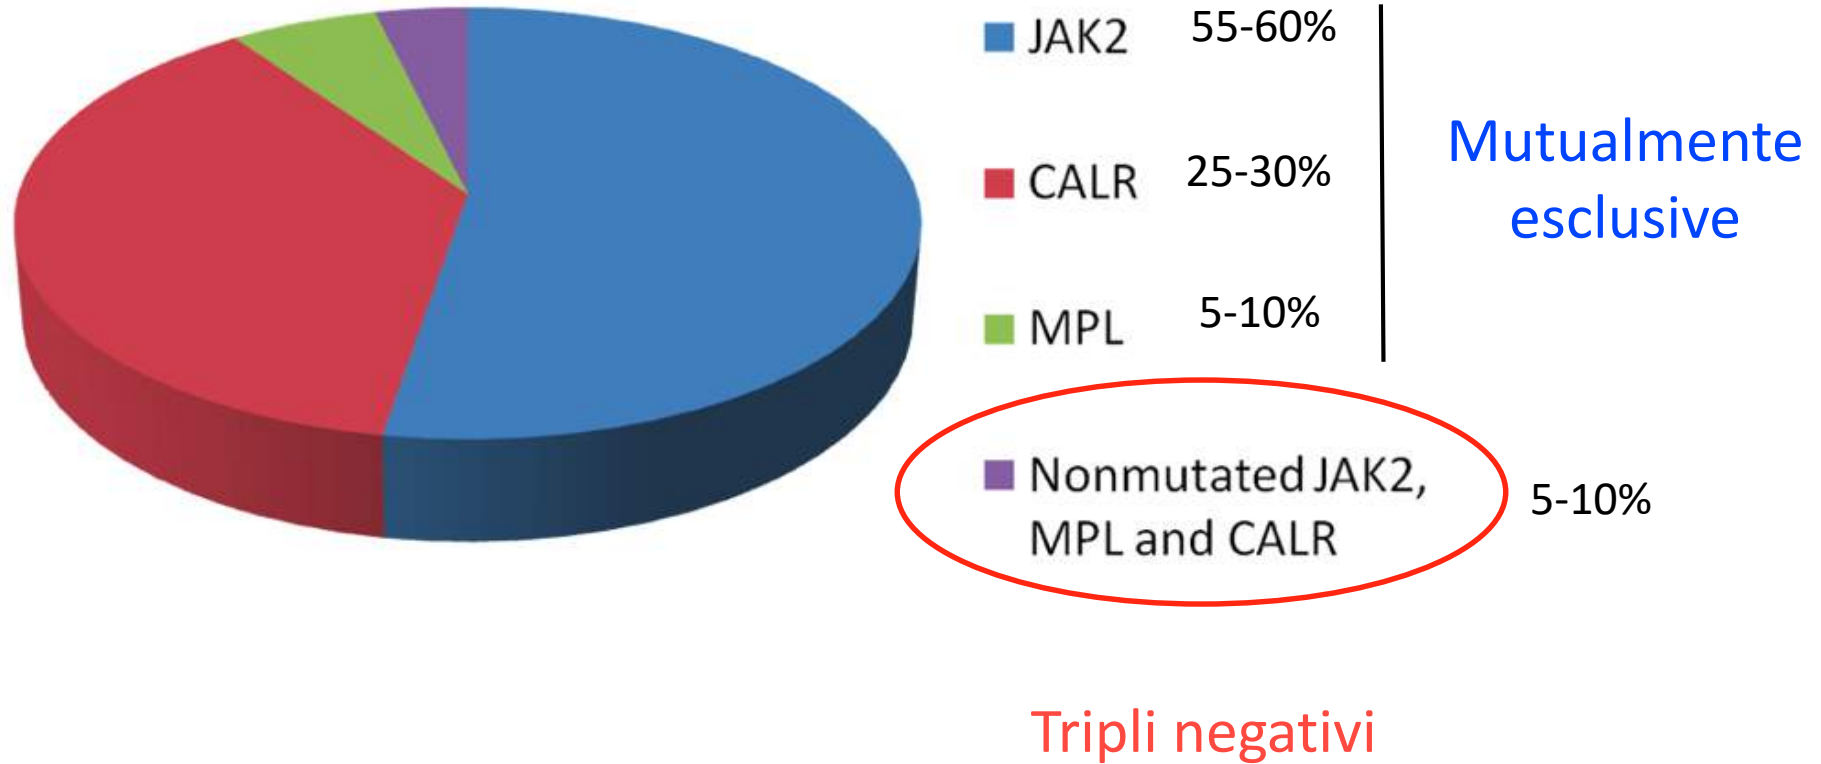 JAK2 55-60%
CALR 25-30%
MPL 5-10%
Mutualmente
esclusive
Nonmutated JAK2,
MPL and CALR
5-10%
Tripli negativi